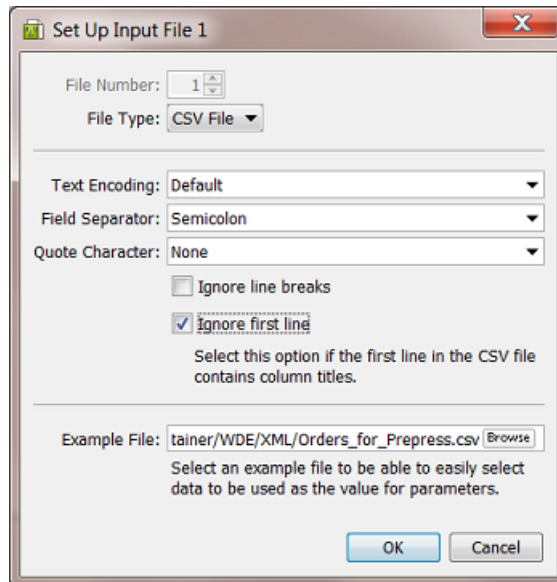 Set Up Input File 1
File Number: 1
File Type: CSV File
Text Encoding: Default
Field Separator: Semicolon
Quote Character: None
Ignore line breaks
Ignore first line
Select this option if the first line in the CSV file
contains column titles.
Example File: tainer/WDE/XML/Orders_for_Prepress.csv Browse
Select an example file to be able to easily select
data to be used as the value for parameters.
OK Cancel